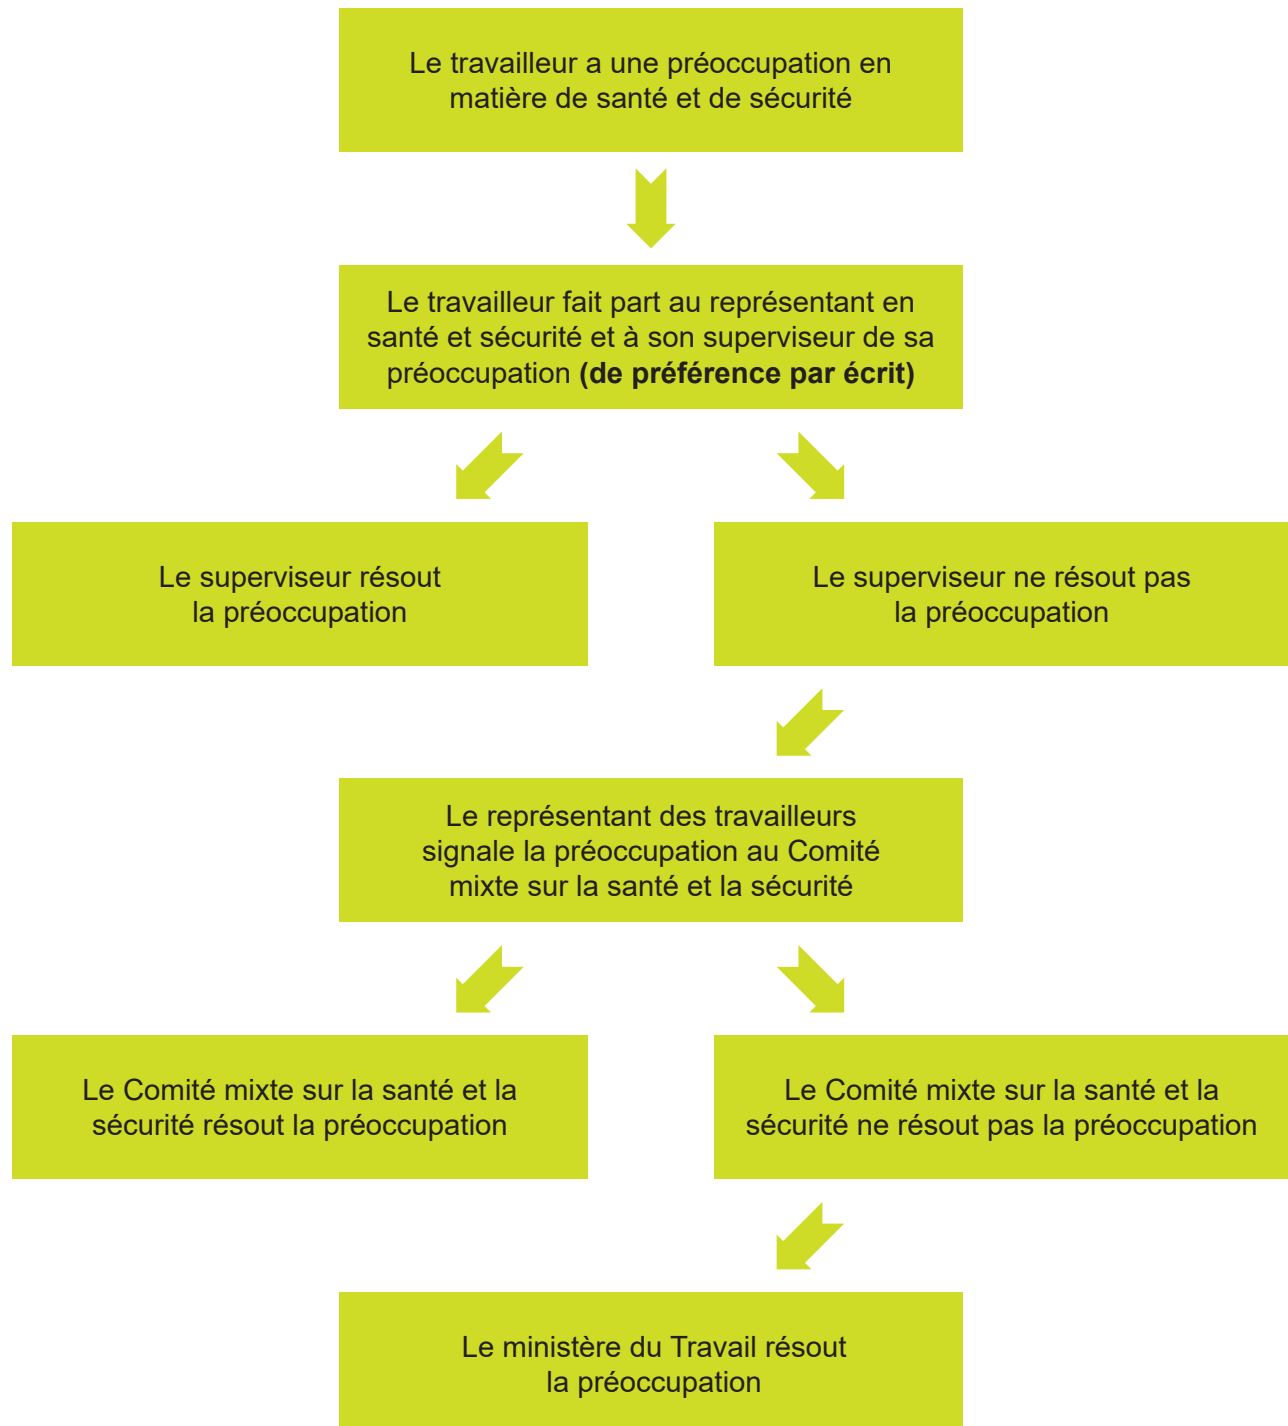 Le travailleur a une préoccupation en
matière de santé et de sécurité
Le travailleur fait part au représentant en
santé et sécurité et à son superviseur de sa
préoccupation (de préférence par écrit)
Le superviseur résout
la préoccupation
Le superviseur ne résout pas
la préoccupation
Le représentant des travailleurs
signale la préoccupation au Comité
mixte sur la santé et la sécurité
Le Comité mixte sur la santé et la
sécurité résout la préoccupation
Le Comité mixte sur la santé et la
sécurité ne résout pas la préoccupation
Le ministère du Travail résout
la préoccupation